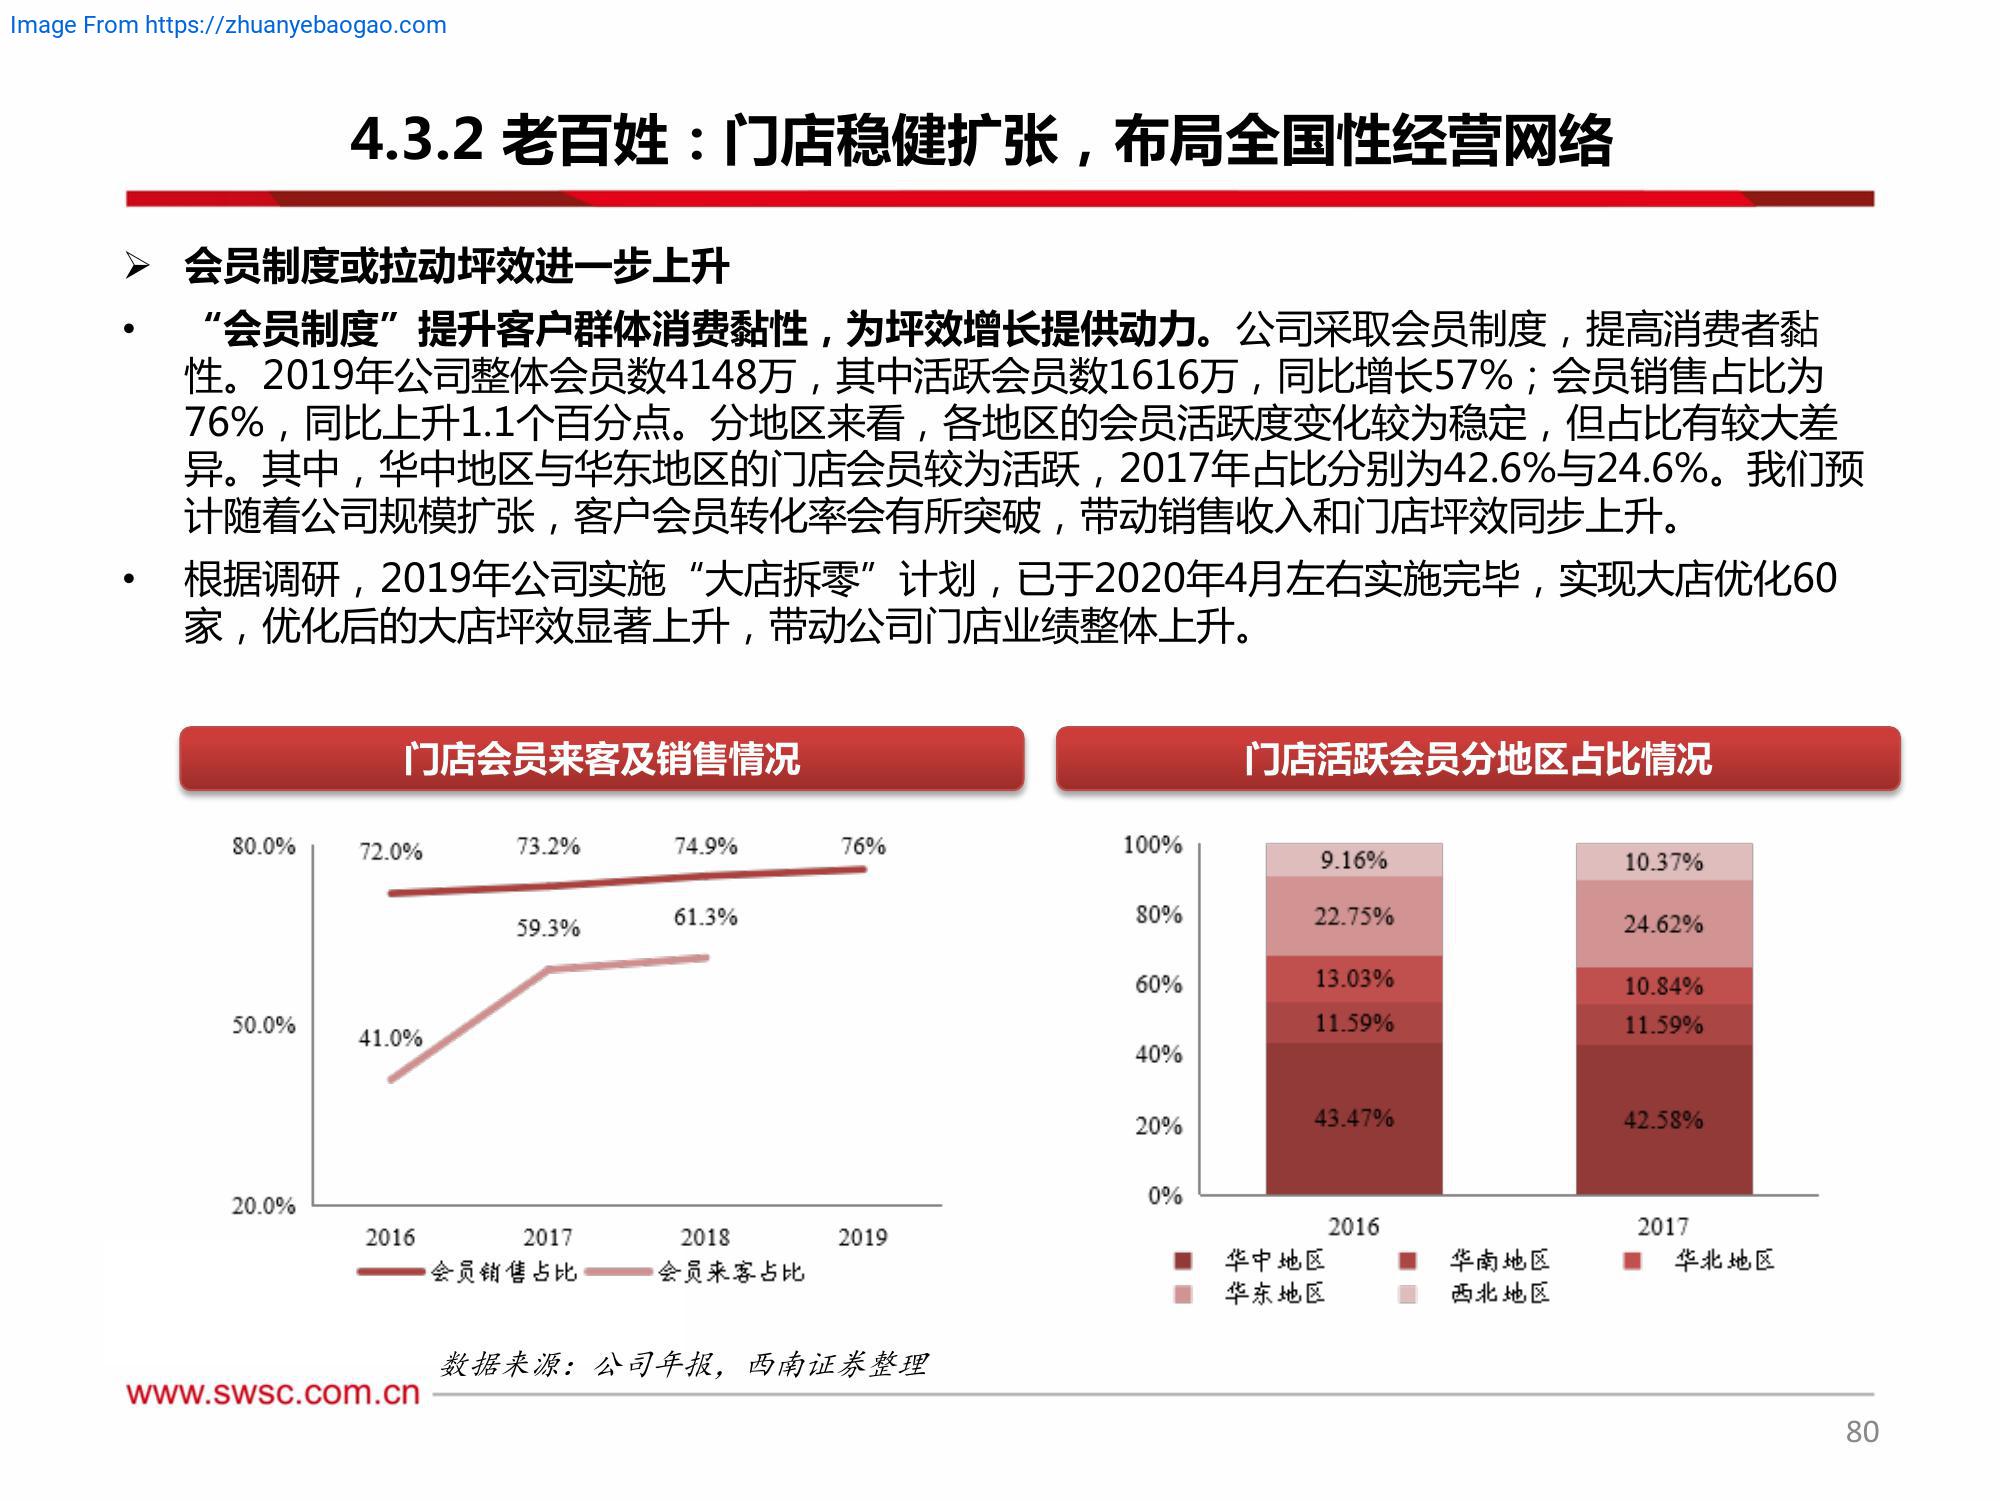 Image From https://zhuanyebaogao.com
4.3.2 老百姓：门店稳健扩张，布局全国性经营网络
➢ 会员制度或拉动坪效进一步上升
• “会员制度”提升客户群体消费黏性，为坪效增长提供动力。公司采取会员制度，提高消费者黏
性。2019年公司整体会员数4148万，其中活跃会员数1616万，同比增长57%；会员销售占比为
76%，同比上升1.1个百分点。分地区来看，各地区的会员活跃度变化较为稳定，但占比有较大差
异。其中，华中地区与华东地区的门店会员较为活跃，2017年占比分别为42.6%与24.6%。我们预
计随着公司规模扩张，客户会员转化率会有所突破，带动销售收入和门店坪效同步上升。
• 根据调研，2019年公司实施“大店拆零”计划，已于2020年4月左右实施完毕，实现大店优化60
家，优化后的大店坪效显著上升，带动公司门店业绩整体上升。
门店会员来客及销售情况
80.0%
50.0%
20.0%
72.0% 73.2% 74.9% 76%
59.3% 61.3%
41.0%
2016 2017 2018 2019
会员销售占比 会员来客占比
门店活跃会员分地区占比情况
100%
80%
60%
40%
20%
0%
9.16% 10.37%
22.75% 24.62%
13.03% 10.84%
11.59% 11.59%
43.47% 42.58%
2016 2017
华中地区 华南地区 华北地区
华东地区 西北地区
数据来源：公司年报，西南证券整理
www.swsc.com.cn
80